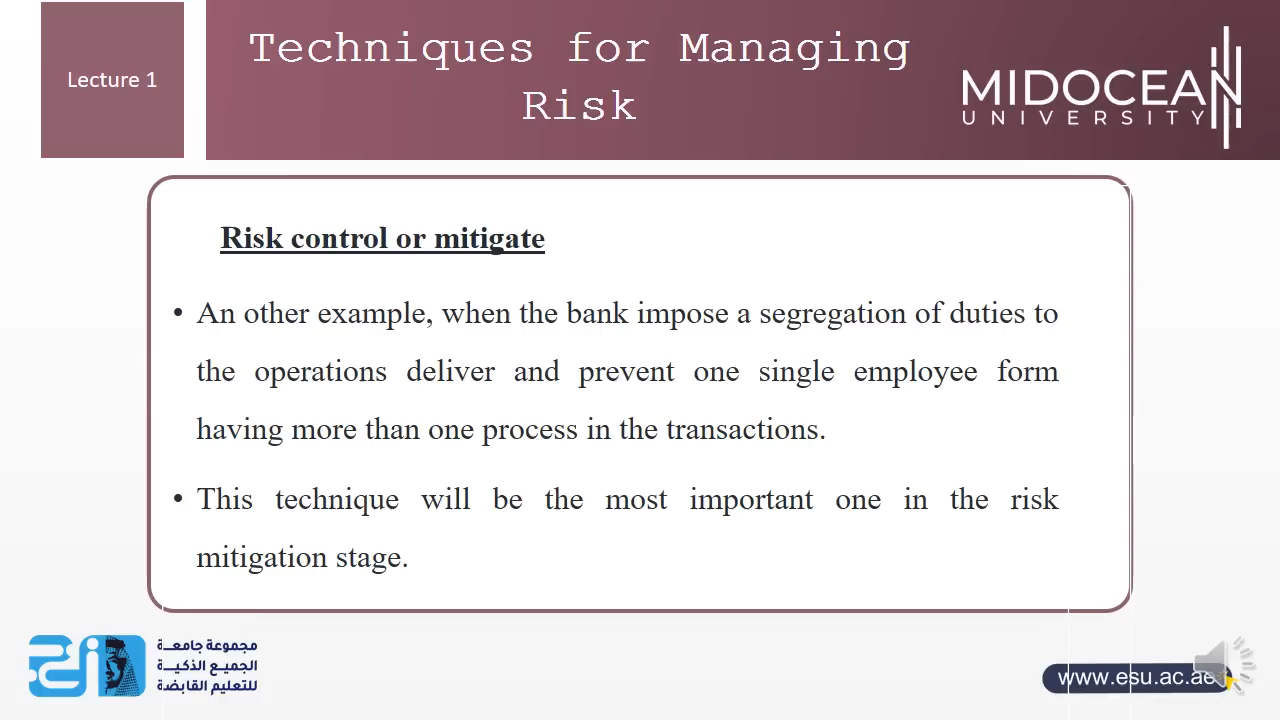 Lecture 1
Techniques for Managing
Risk
MIDOCEAN
UNIVERSITY
Risk control or mitigate
• An other example, when the bank impose a segregation of duties to
the operations deliver and prevent one single employee form
having more than one process in the transactions.
• This technique will be the most important one in the risk
mitigation stage.
مجموعة جامعة
الجميع الذكية
للتعليم القابضة
www.esu.ac.ae